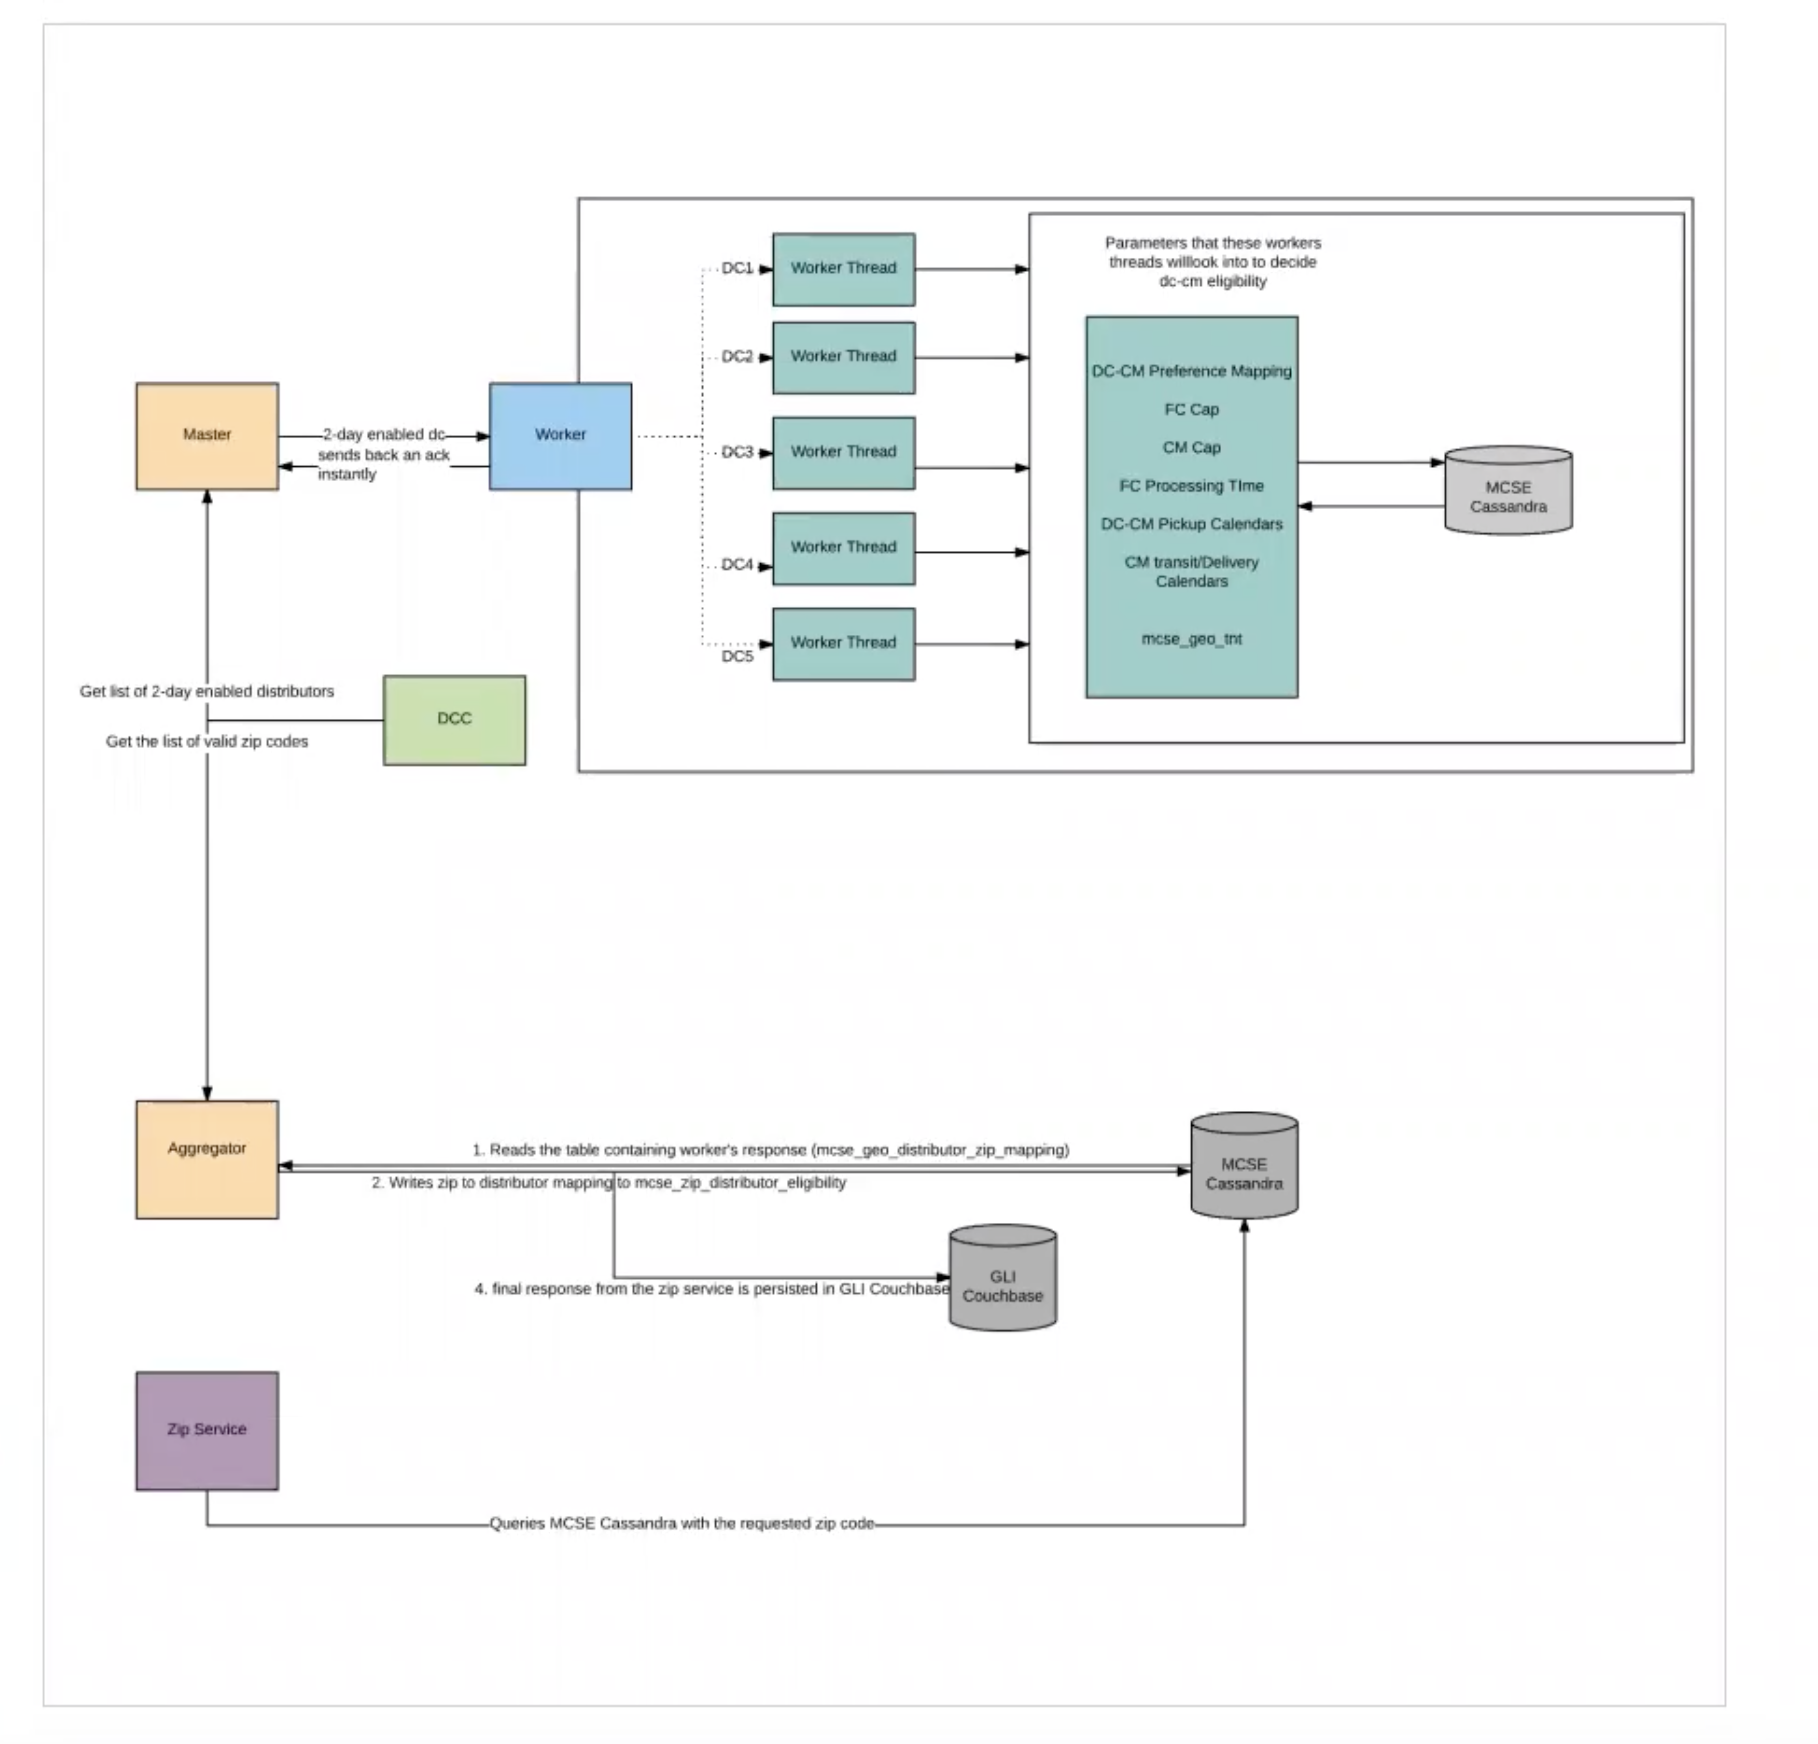 Parameters that these workers
threads willlook into to decide
dc-cm eligibility
DC1
Worker Thread
DC2
Worker Thread
DC3
Worker Thread
DC4
Worker Thread
DC5
Worker Thread
DC-CM Preference Mapping
FC Cap
CM Cap
FC Processing TIme
DC-CM Pickup Calendars
CM transit/Delivery
Calendars
mcse_geo_tnt
MCSE
Cassandra
Master
2-day enabled dc
sends back an ack
instantly
Worker
Get list of 2-day enabled distributors
Get the list of valid zip codes
DCC
Aggregator
1. Reads the table containing worker's response (mcse_geo_distributor_zip_mapping)
2. Writes zip to distributor mapping to mcse_zip_distributor_eligibility
MCSE
Cassandra
4. final response from the zip service is persisted in GLI Couchbase
GLI
Couchbase
Zip Service
Queries MCSE Cassandra with the requested zip code